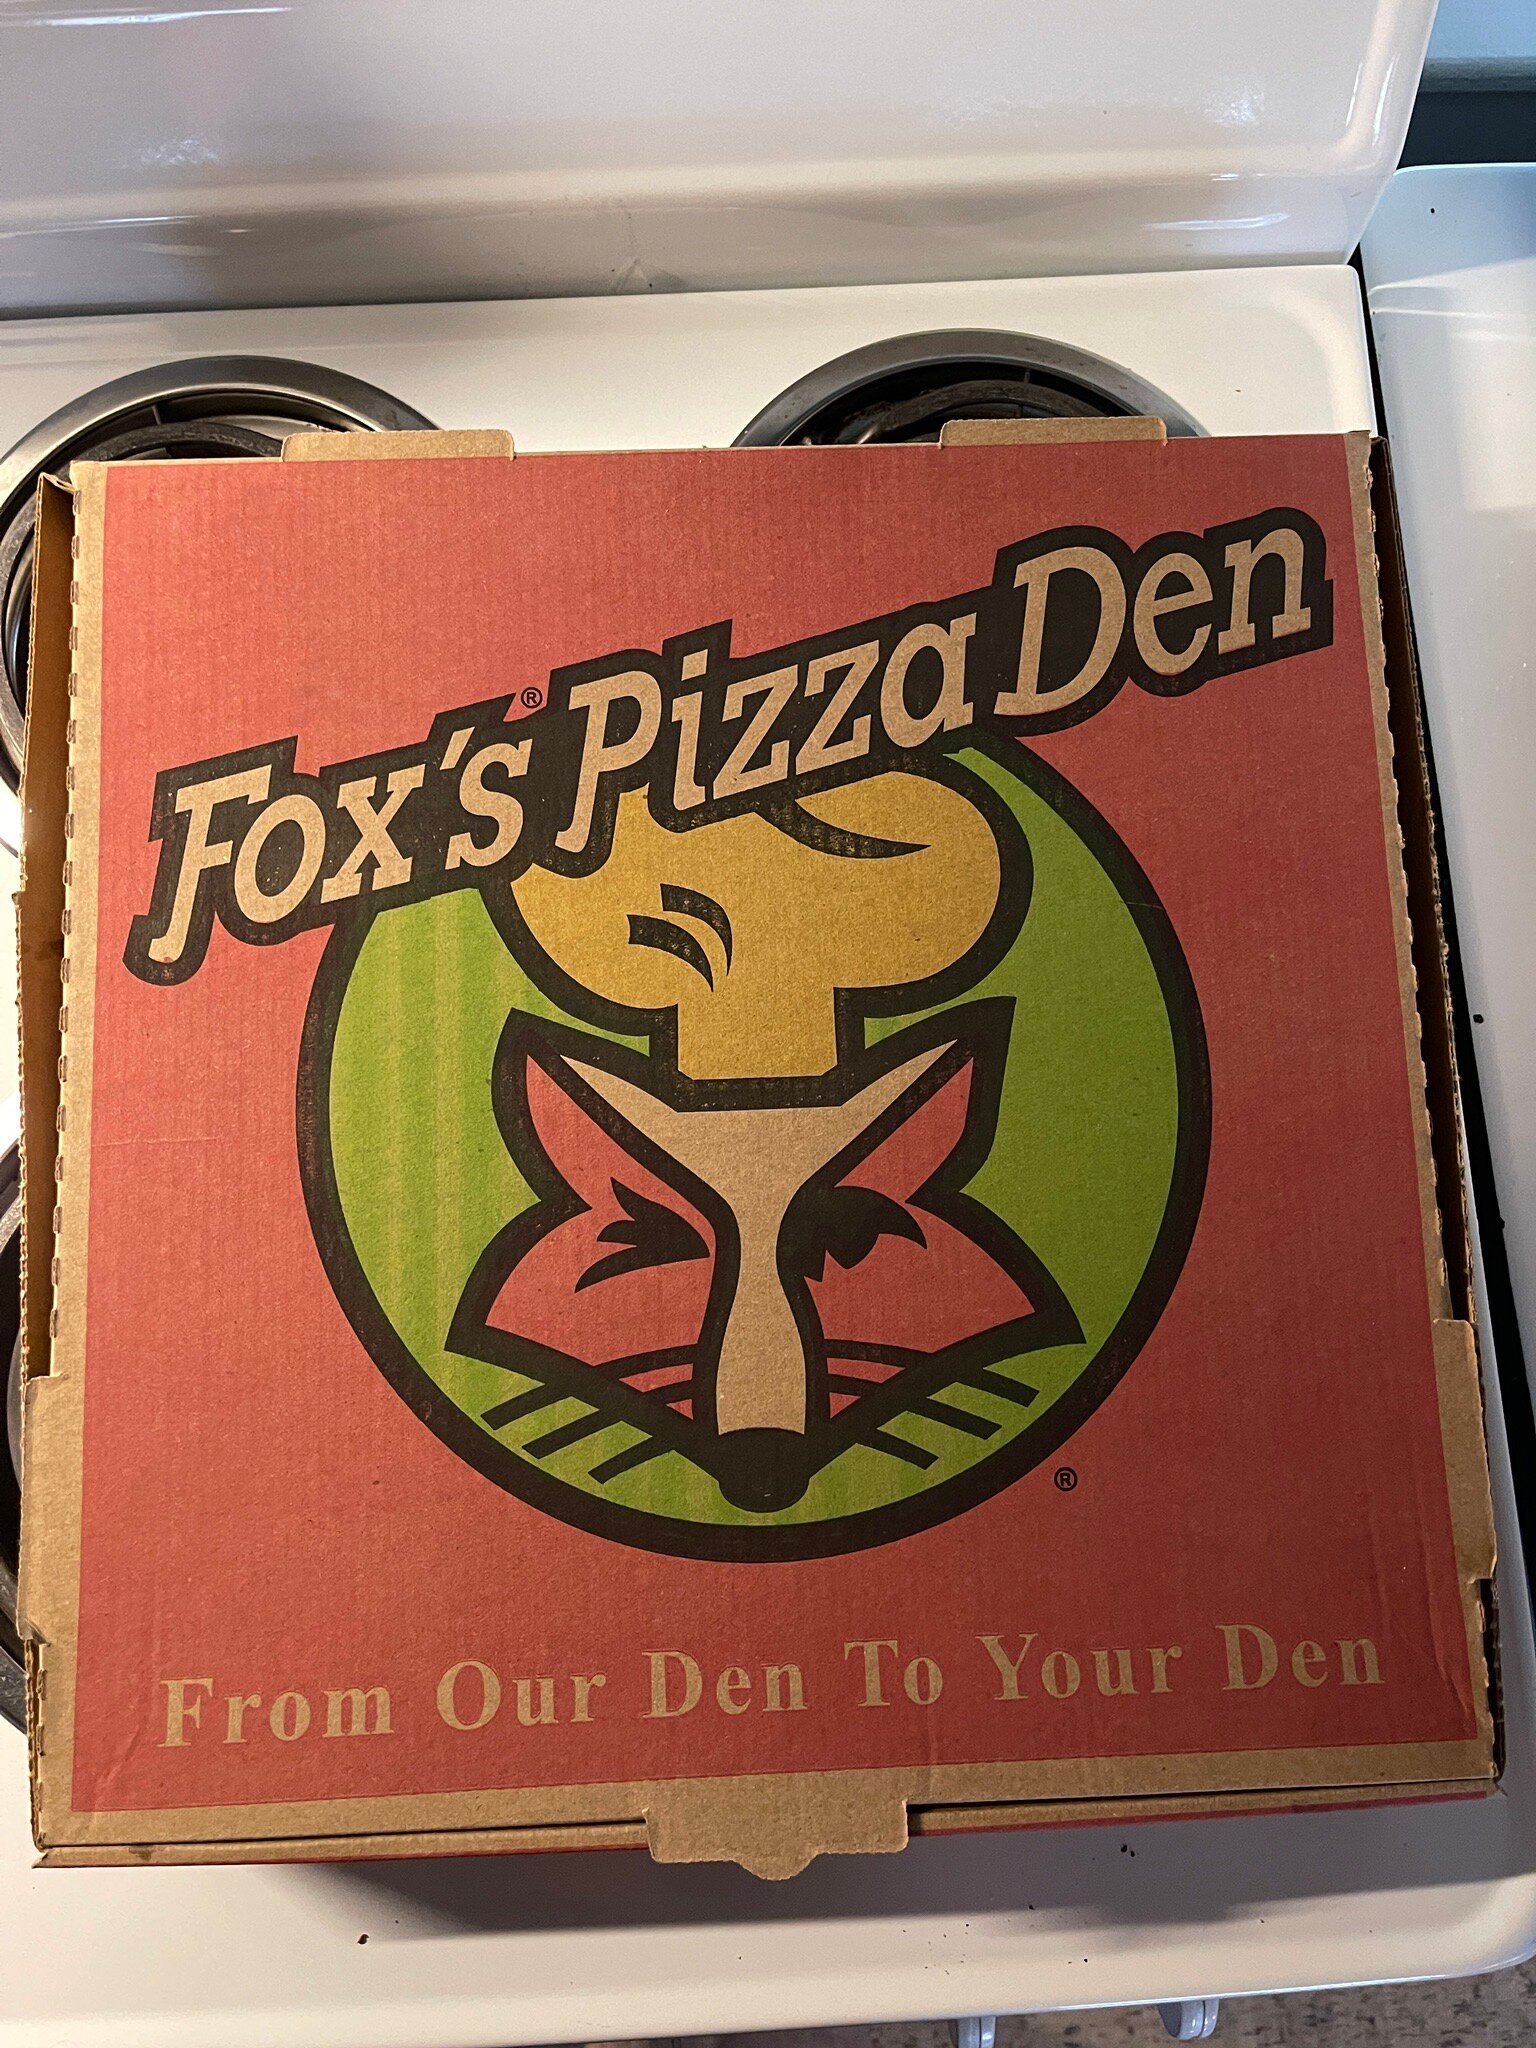 Fox's® Pizza Den
®
From Our Den To Your Den